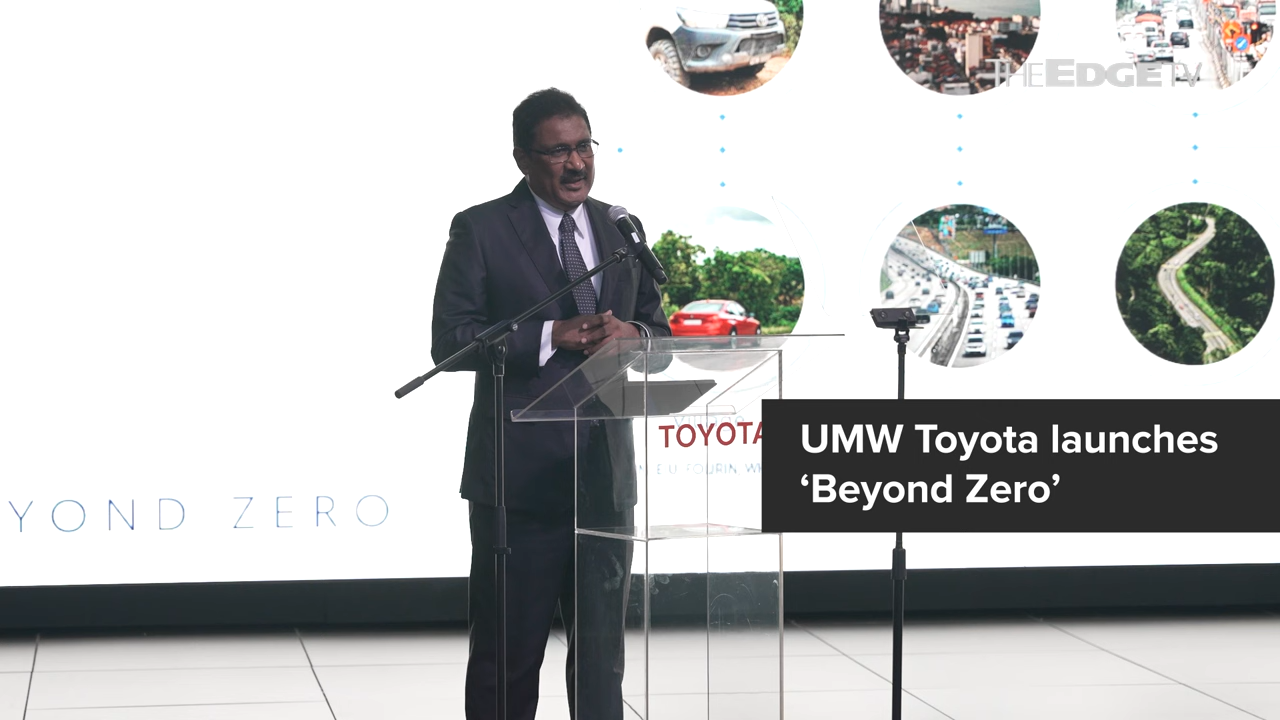 THE EDGE TV
TOYOTA
YOND ZERO
UMW Toyota launches
‘Beyond Zero’